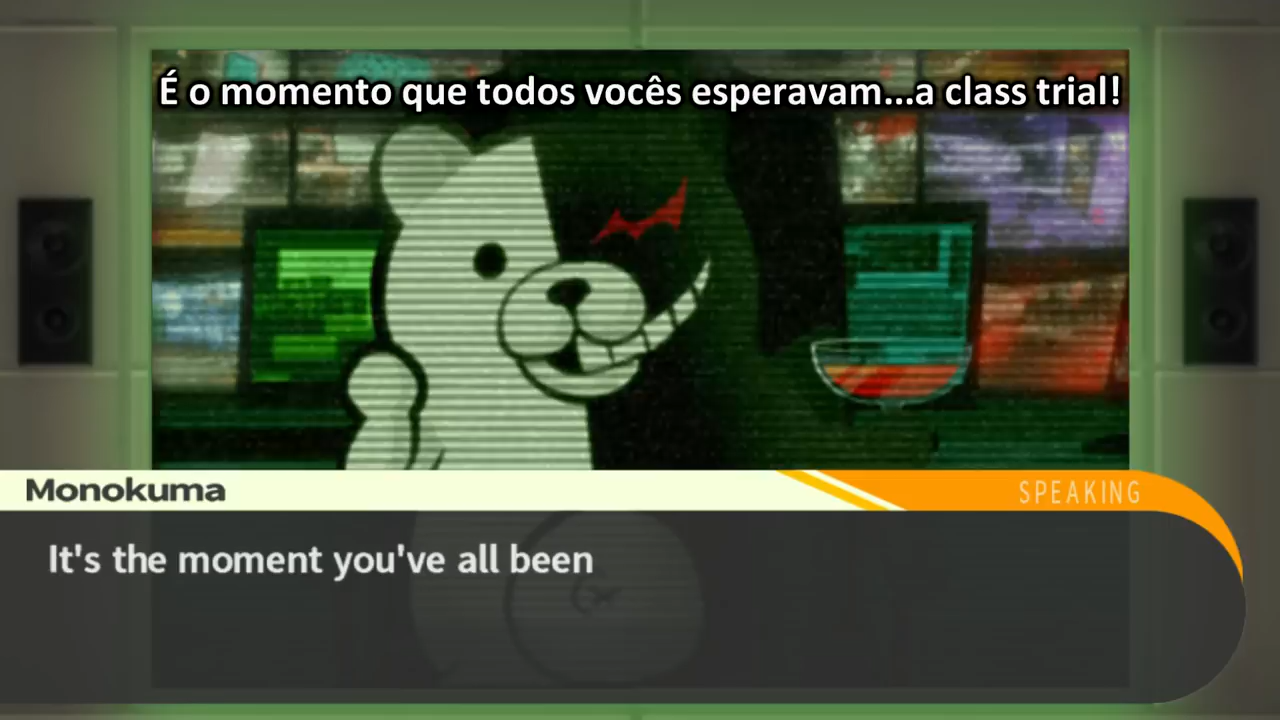 É o momento que todos vocês esperavam...a class trial!
Monokuma
SPEAKING
It's the moment you've all been